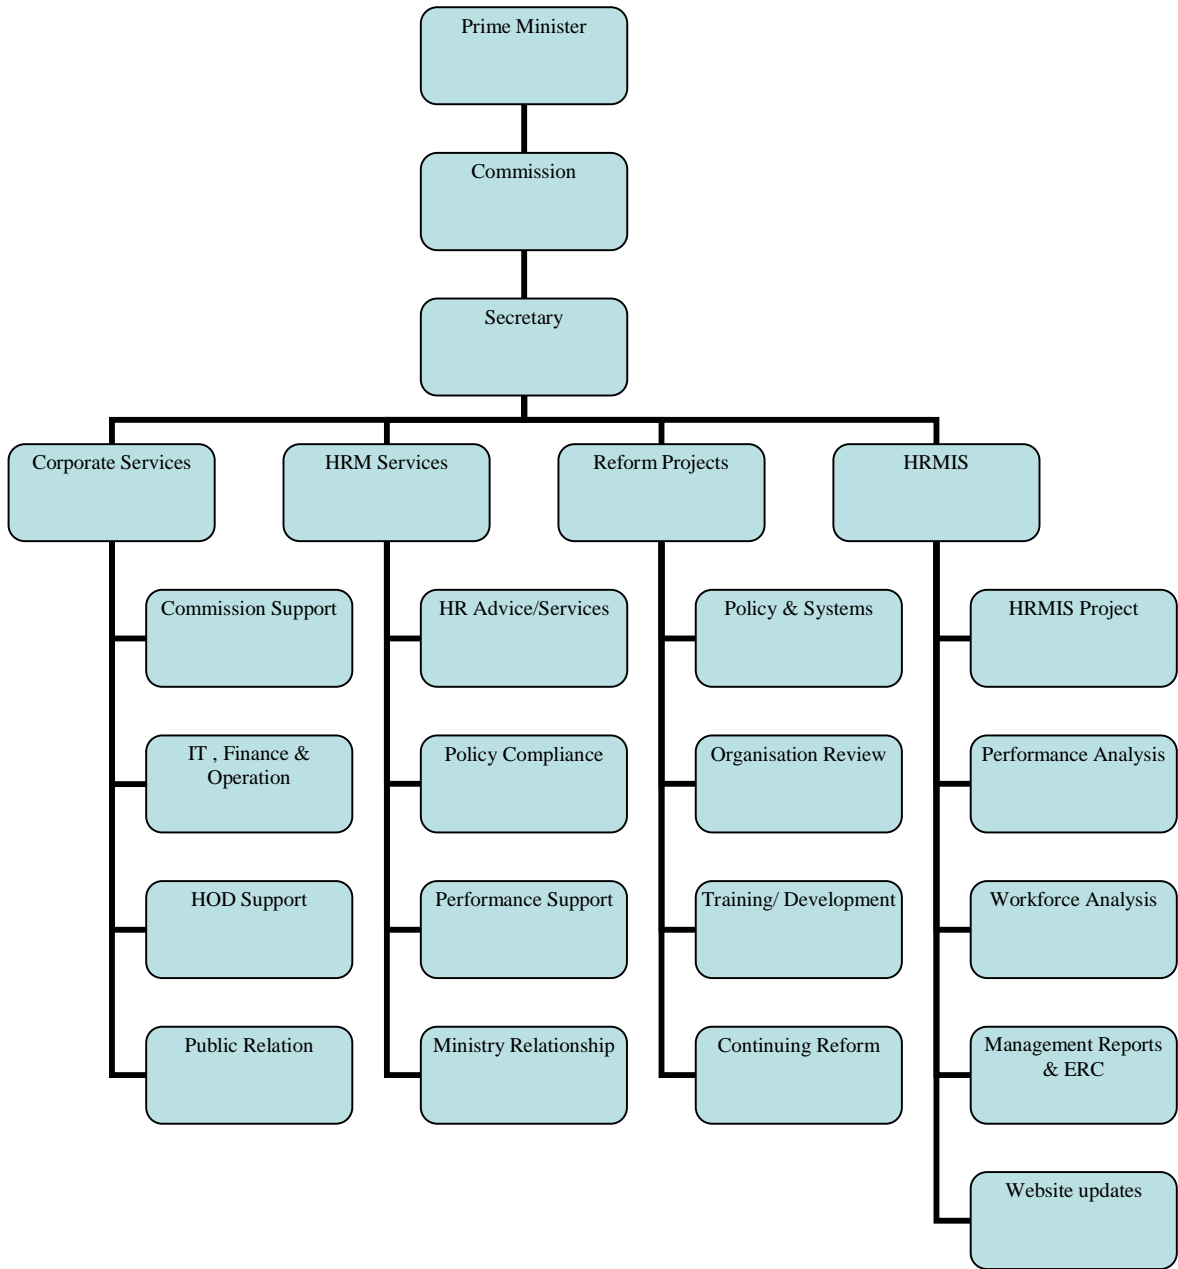 Prime Minister
Commission
Secretary
Corporate Services
HRM Services
Reform Projects
HRMIS
Commission Support
HR Advice/Services
Policy & Systems
HRMIS Project
IT , Finance &
Operation
Policy Compliance
Organisation Review
Performance Analysis
HOD Support
Performance Support
Training/ Development
Workforce Analysis
Public Relation
Ministry Relationship
Continuing Reform
Management Reports
& ERC
Website updates